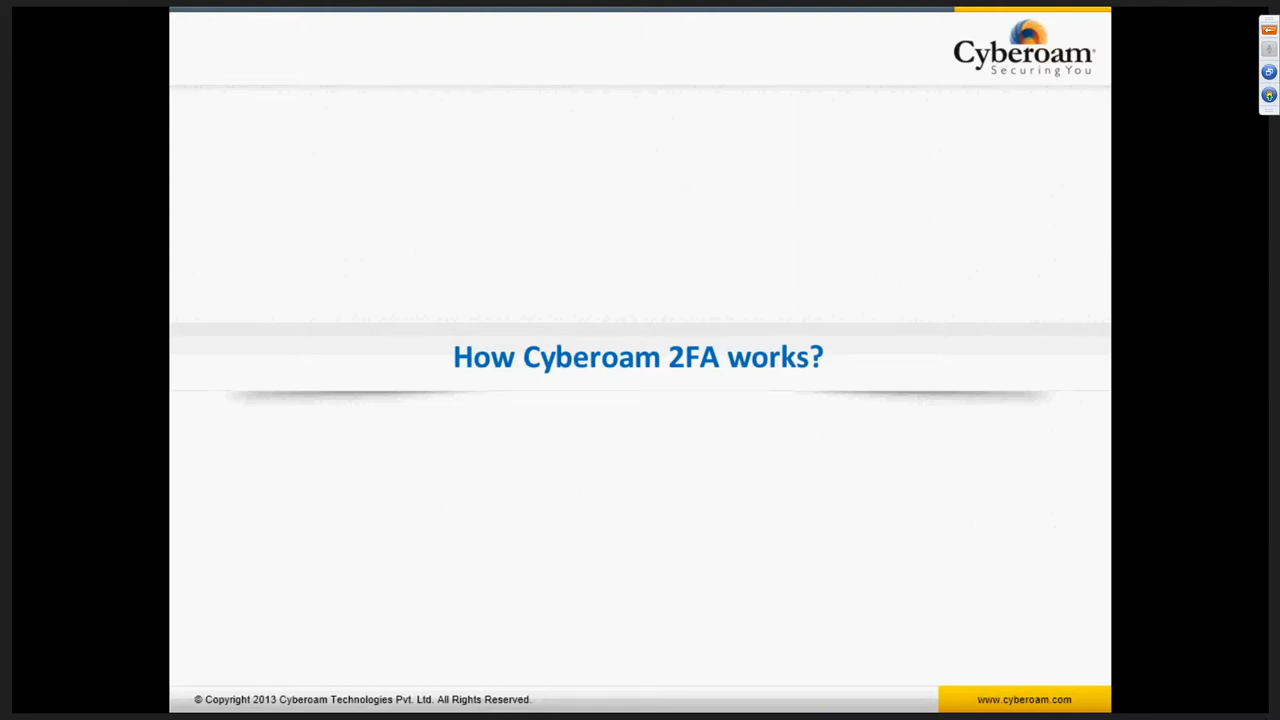 Cyberoam
Securing You
How Cyberoam 2FA works?
© Copyright 2013 Cyberoam Technologies Pvt. Ltd. All Rights Reserved.
www.cyberoam.com